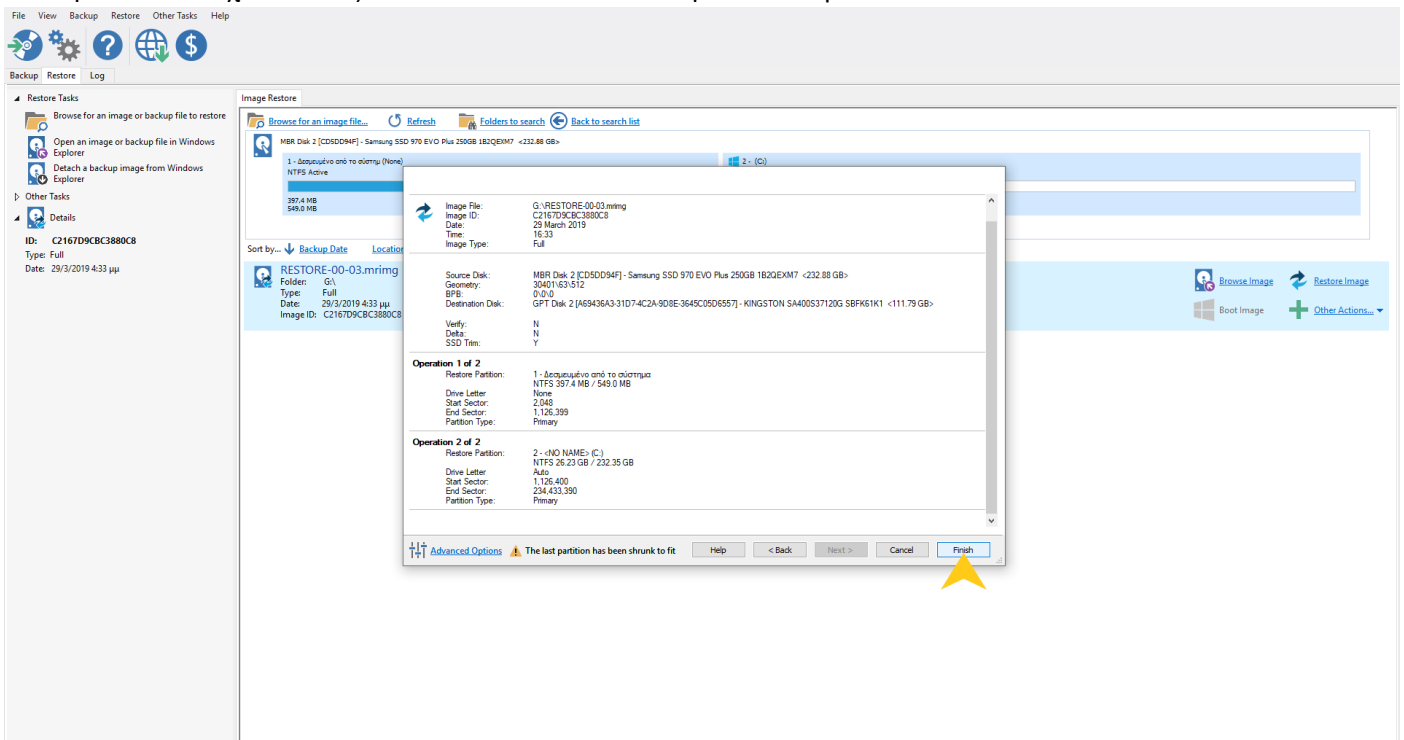 File View Backup Restore Other Tasks Help
Backup Restore Log
Restore Tasks
Browse for an image or backup file to restore
Open an image or backup file in Windows
Explorer
Detach a backup image from Windows
Explorer
Other Tasks
Details
ID: C2167D9CBC3880C8
Type: Full
Date: 29/3/2019 4:33 μμ
Image Restore
Browse for an image file... Refresh Folders to search Back to search list
MBR Disk 2 [CD5DD94F] - Samsung SSD 970 EVO Plus 250GB 1B2QEXM7 <232.88 GB>
1 - Δεσμευμένο από το σύστημ (None)
NTFS Active
397.4 MB
549.0 MB
2 - (C:)
Sort by... Backup Date Location
RESTORE-00-03.mrimg
Folder: G:\
Type: Full
Date: 29/3/2019 4:33 μμ
Image ID: C2167D9CBC3880C8
Browse Image Restore Image
Boot Image Other Actions...
Image File: G:\RESTORE-00-03.mrimg
Image ID: C2167D9CBC3880C8
Date: 29 March 2019
Time: 16:33
Image Type: Full
Source Disk: MBR Disk 2 [CD5DD94F] - Samsung SSD 970 EVO Plus 250GB 1B2QEXM7 <232.88 GB>
Geometry: 30401\63\512
BPB: 0\0\0
Destination Disk: GPT Disk 2 [A69436A3-31D7-4C2A-9D8E-3645C05D6557] - KINGSTON SA400S37120G SBFK61K1 <111.79 GB>
Verify: N
Delta: N
SSD Trim: Y
Operation 1 of 2
Restore Partition: 1 - Δεσμευμένο από το σύστημα
NTFS 397.4 MB / 549.0 MB
Drive Letter None
Start Sector: 2,048
End Sector: 1,126,399
Partition Type: Primary
Operation 2 of 2
Restore Partition: 2 - <NO NAME> (C:)
NTFS 26.23 GB / 232.35 GB
Drive Letter Auto
Start Sector: 1,126,400
End Sector: 234,433,390
Partition Type: Primary
Advanced Options The last partition has been shrunk to fit Help < Back Next > Cancel Finish